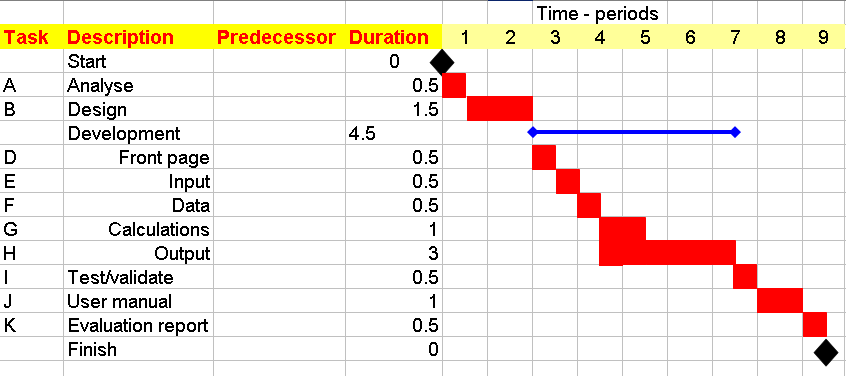 Time - periods
Task Description Predecessor Duration 1 2 3 4 5 6 7 8 9
Start 0
A Analyse 0.5
B Design 1.5
Development 4.5
D Front page 0.5
E Input 0.5
F Data 0.5
G Calculations 1
H Output 3
I Test/validate 0.5
J User manual 1
K Evaluation report 0.5
Finish 0